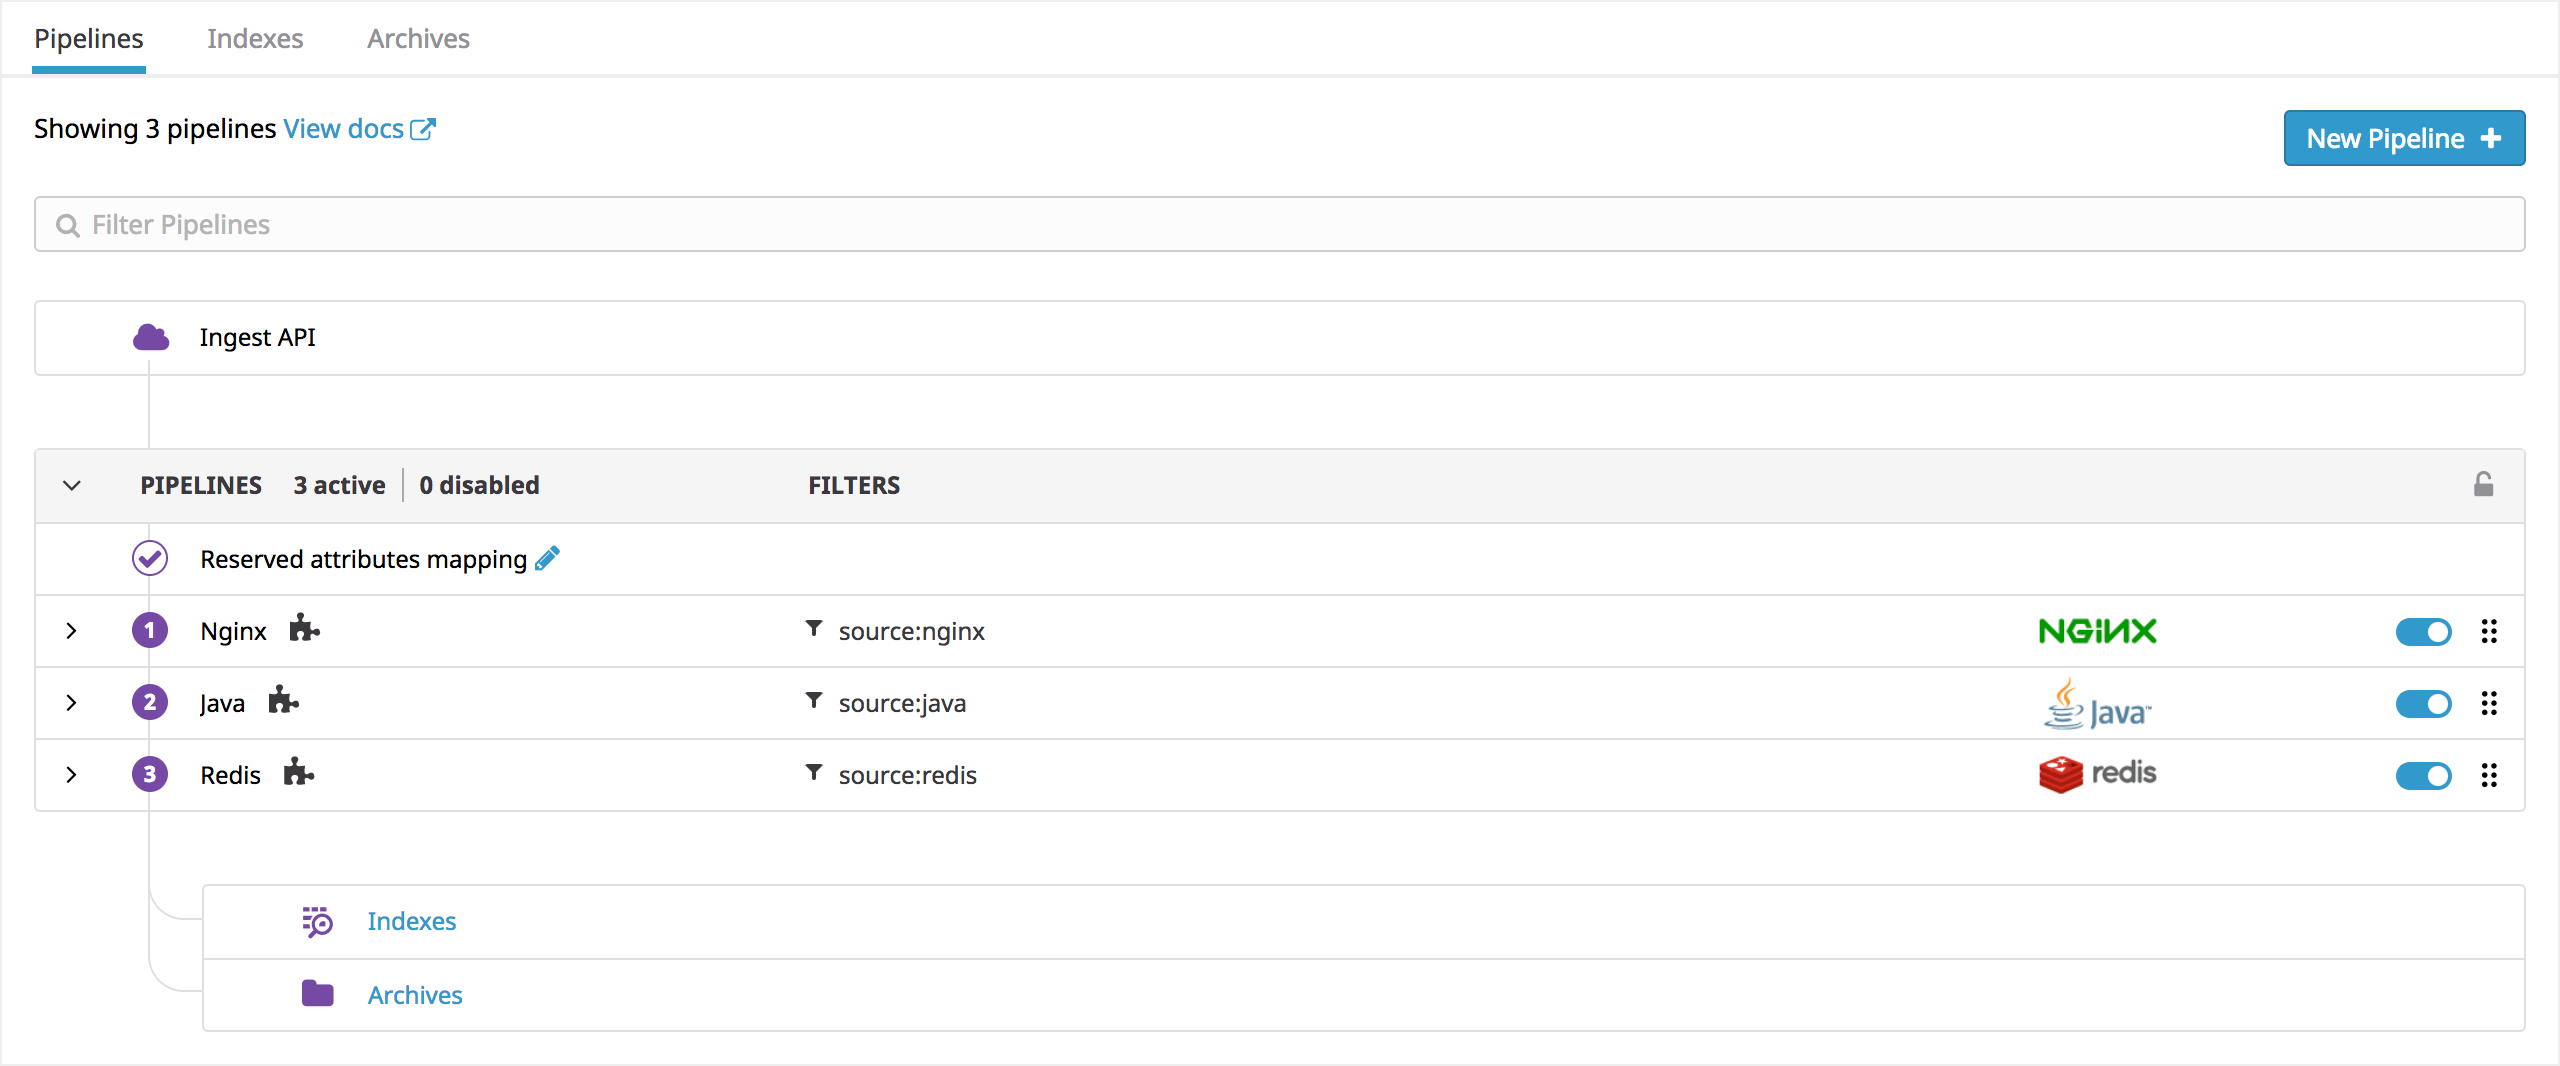 Pipelines Indexes Archives
Showing 3 pipelines View docs
New Pipeline
Filter Pipelines
Ingest API
PIPELINES 3 active 0 disabled FILTERS
Reserved attributes mapping
1 Nginx source:nginx NGINX
2 Java source:java Java™
3 Redis source:redis redis
Indexes
Archives